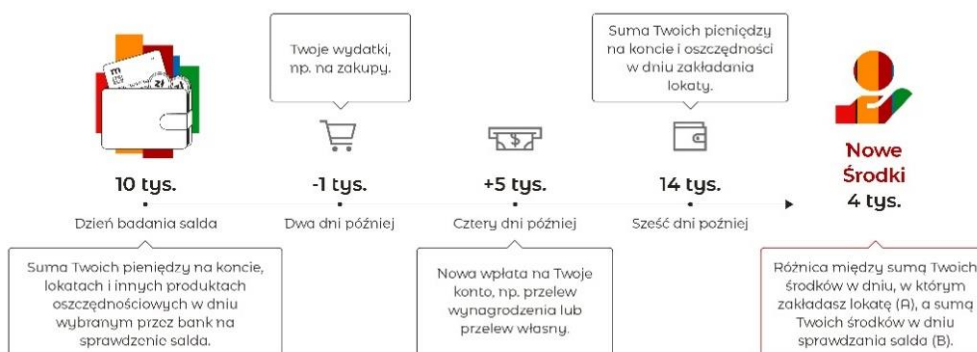 Twoje wydatki,
np. na zakupy.
Suma Twoich pieniędzy
na koncie i oszczędności
w dniu zakładania
lokaty.
Nowe
Środki
10 tys.
-1 tys.
+5 tys.
14 tys.
4 tys.
Dzień badania salda
Dwa dni później
Cztery dni później
Sześć dni poźniej
Suma Twoich pieniędzy na koncie,
lokatach i innych produktach
oszczędnościowych w dniu
wybranym przez bank na
sprawdzenie salda.
Nowa wpłata na Twoje
konto, np. przelew
wynagrodzenia lub
przelew własny.
Różnica między sumą Twoich
środków w dniu, w którym
zakładasz lokatę (A), a sumą
Twoich środków w dniu
sprawdzania salda (B).